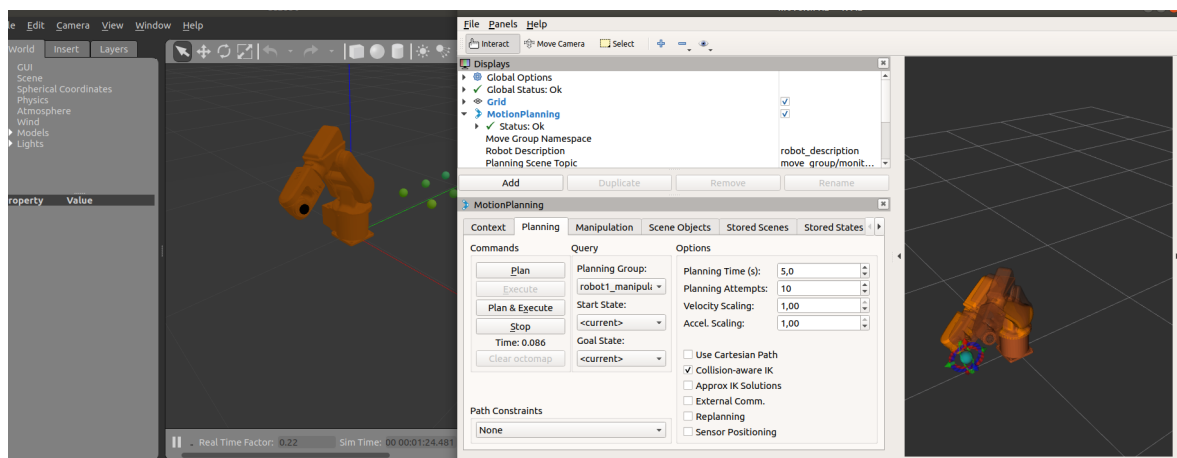 Edit Camera View Window Help
World Insert Layers
GUI
Scene
Spherical Coordinates
Physics
Atmosphere
Wind
Models
Lights
Property Value
Real Time Factor: 0.22 Sim Time: 00 00:01:24.481
File Panels Help
Interact Move Camera Select
Displays
Global Options
Global Status: Ok
Grid
MotionPlanning
Status: Ok
Move Group Namespace
Robot Description robot_description
Planning Scene Topic move_group/monit...
Add Duplicate Remove Rename
MotionPlanning
Context Planning Manipulation Scene Objects Stored Scenes Stored States
Commands Query Options
Plan
Execute
Plan & Execute
Stop
Time: 0.086
Clear octomap
Planning Group:
robot1_manipula
Start State:
<current>
Goal State:
<current>
Planning Time (s): 5,0
Planning Attempts: 10
Velocity Scaling: 1,00
Accel. Scaling: 1,00
Use Cartesian Path
Collision-aware IK
Approx IK Solutions
External Comm.
Replanning
Sensor Positioning
Path Constraints
None